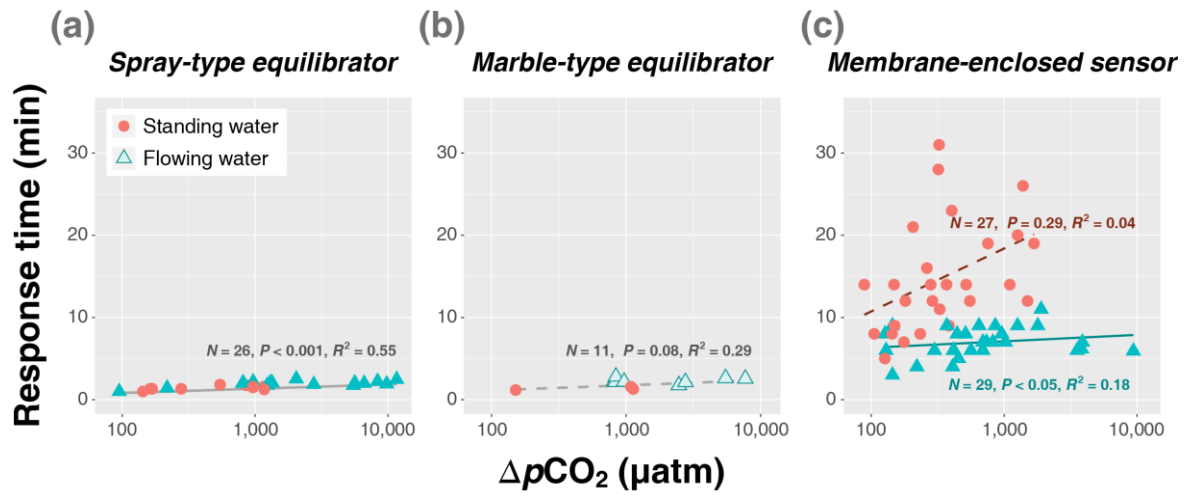 (a)
Spray-type equilibrator
(b)
Marble-type equilibrator
(c)
Membrane-enclosed sensor
Response time (min)
30
20
10
0
Standing water
Flowing water
N = 26, P < 0.001, R² = 0.55
100 1,000 10,000
30
20
10
0
N = 11, P = 0.08, R² = 0.29
100 1,000 10,000
30
20
10
0
N = 27, P = 0.29, R² = 0.04
N = 29, P < 0.05, R² = 0.18
100 1,000 10,000
ΔpCO₂ (µatm)